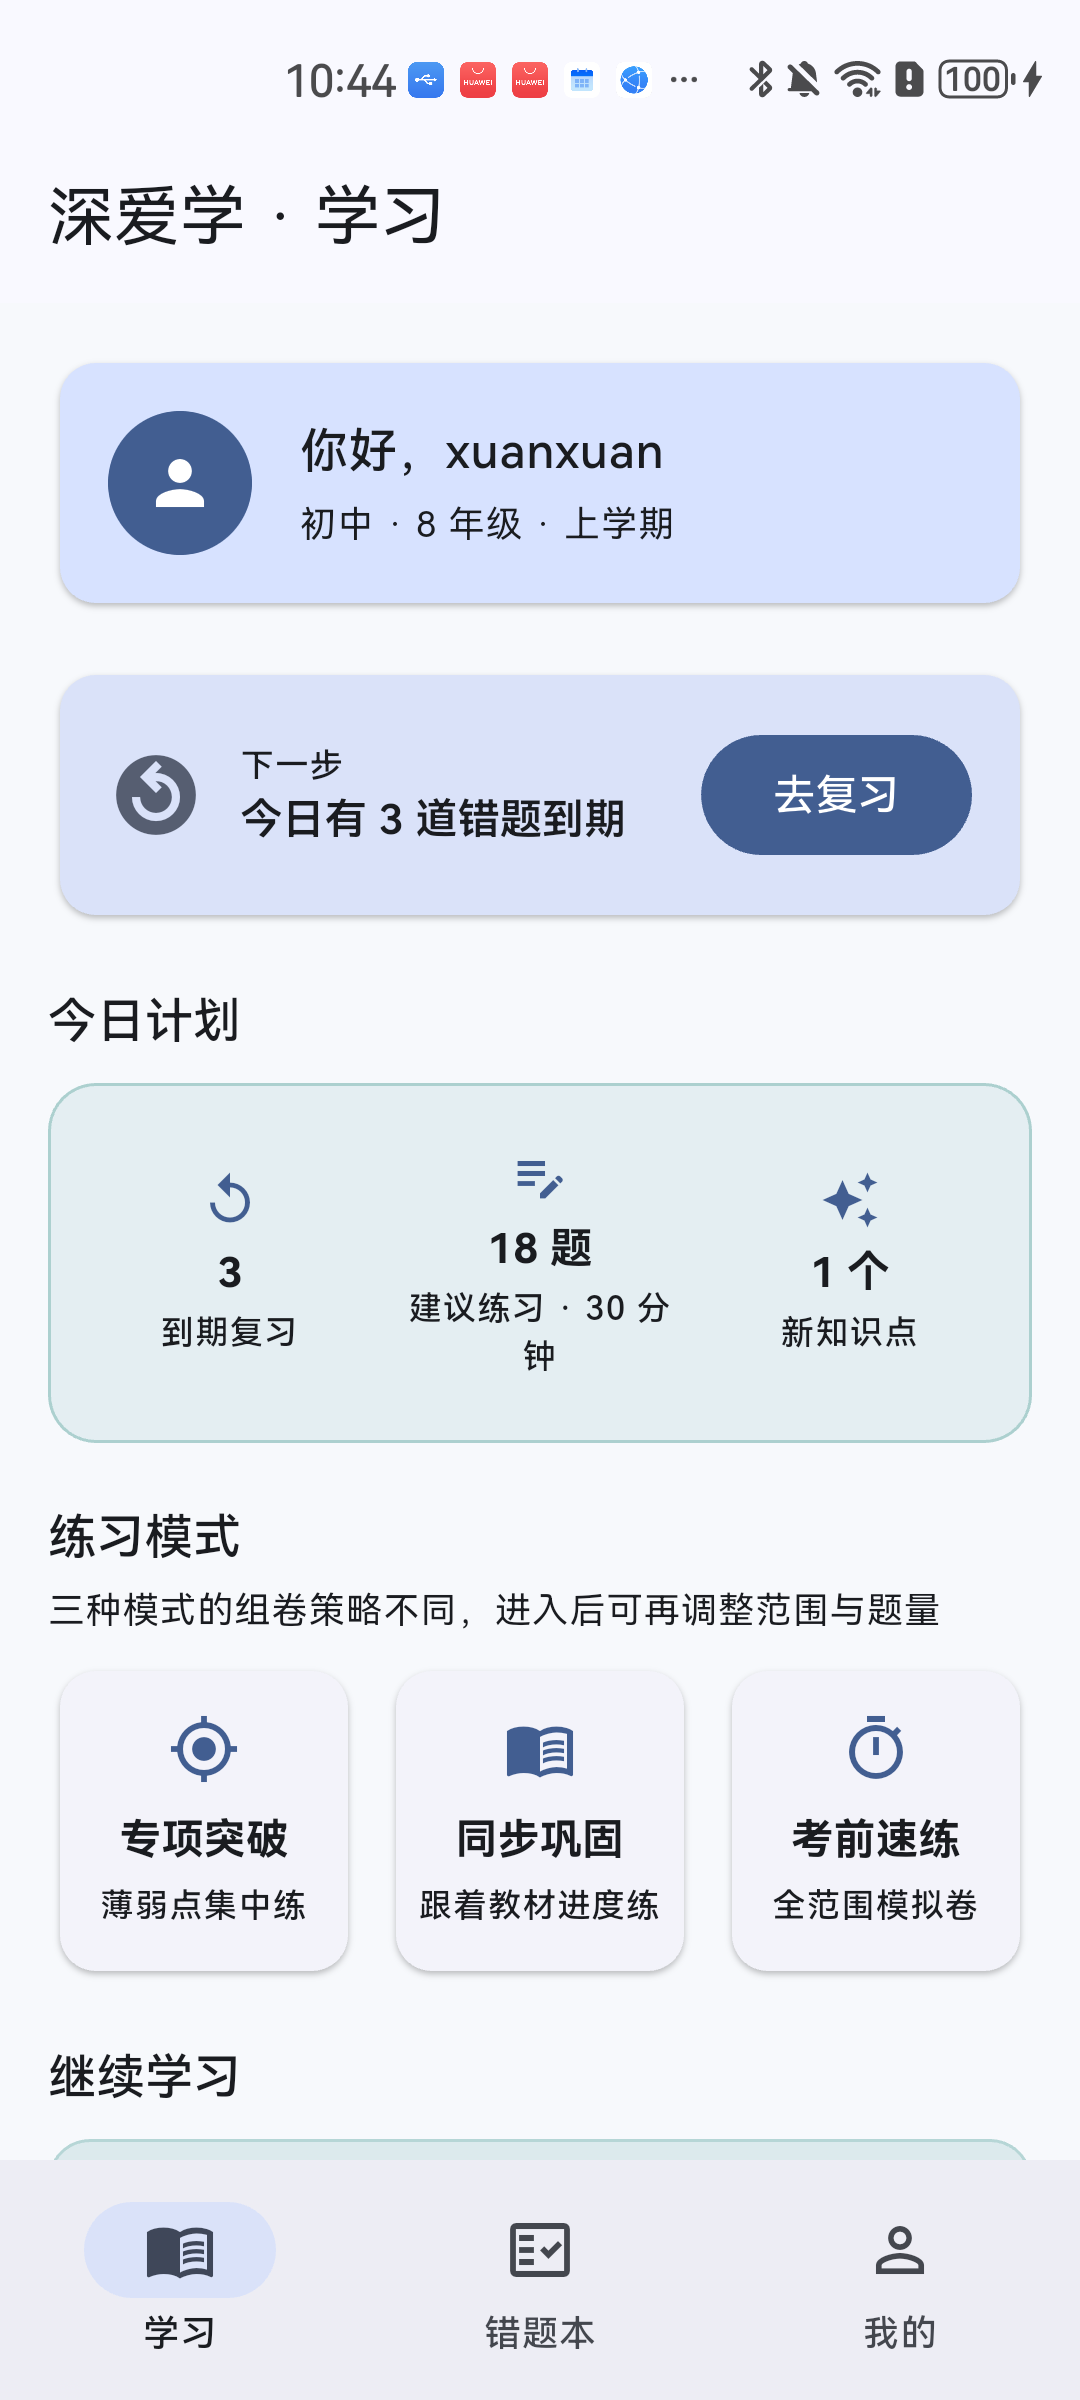 10:44
HUAWEI
HUAWEI
100
深爱学 · 学习
你好，xuanxuan
初中 · 8 年级 · 上学期
下一步
今日有 3 道错题到期
去复习
今日计划
3
到期复习
18 题
建议练习 · 30 分
钟
1 个
新知识点
练习模式
三种模式的组卷策略不同，进入后可再调整范围与题量
专项突破
薄弱点集中练
同步巩固
跟着教材进度练
考前速练
全范围模拟卷
继续学习
学习
错题本
我的